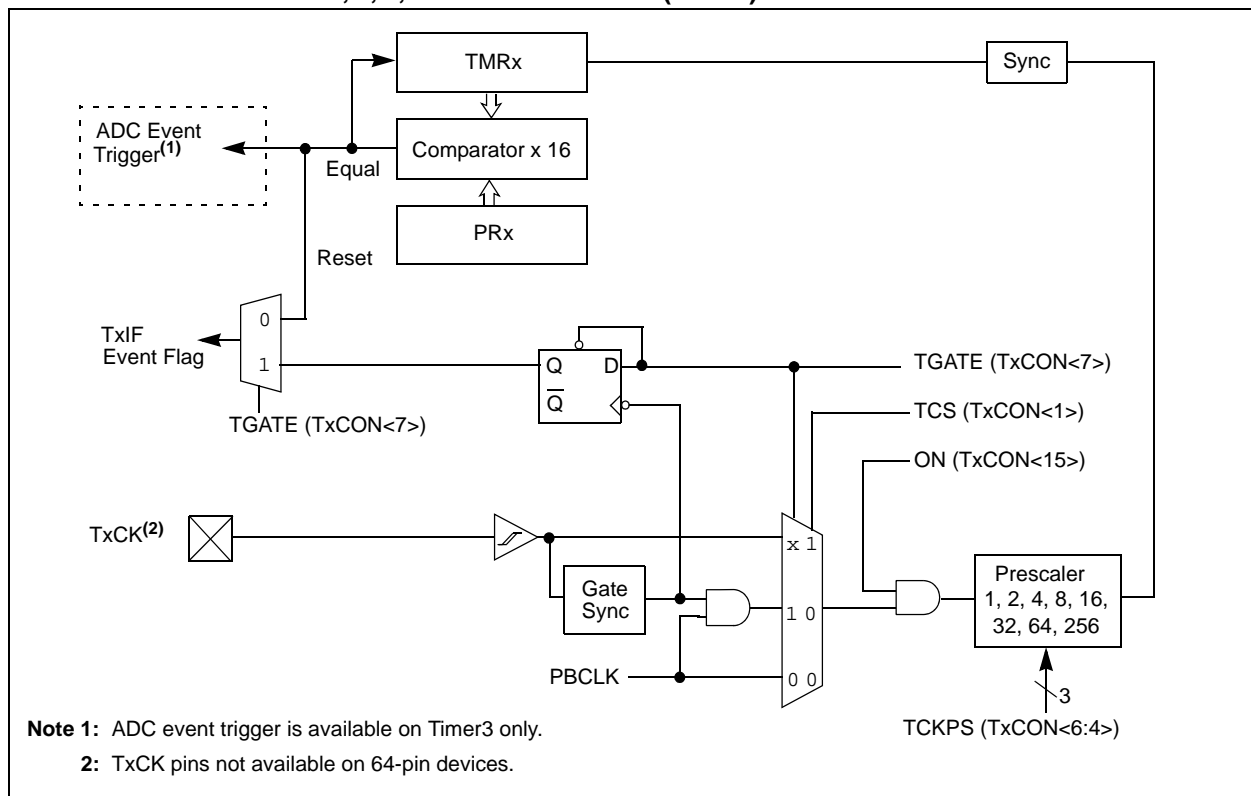 TMRx
Sync
ADC Event
Trigger(1)
Equal
Comparator x 16
PRx
Reset
0
1
TxIF
Event Flag
TGATE (TxCON<7>)
Q D
Q
TGATE (TxCON<7>)
TCS (TxCON<1>)
ON (TxCON<15>)
TxCK(2)
x 1
Gate
Sync
1 0
PBCLK
0 0
Prescaler
1, 2, 4, 8, 16,
32, 64, 256
3
TCKPS (TxCON<6:4>)
Note 1: ADC event trigger is available on Timer3 only.
2: TxCK pins not available on 64-pin devices.